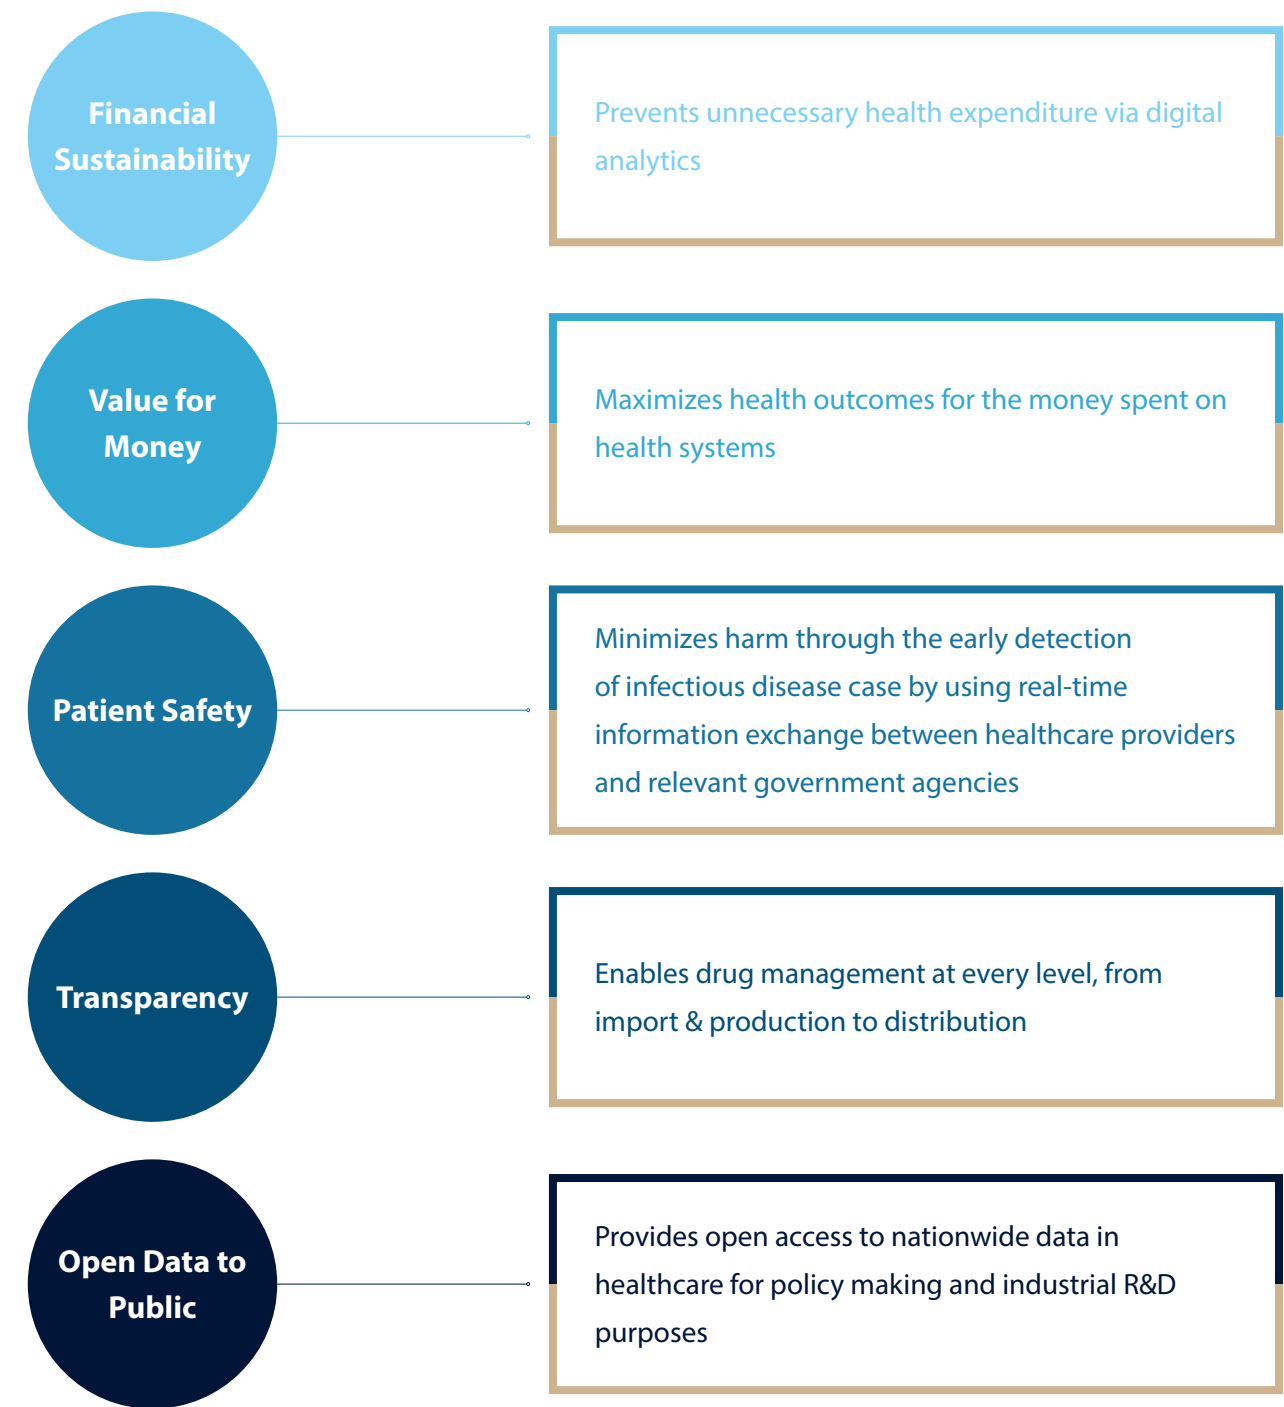 Financial
Sustainability
Prevents unnecessary health expenditure via digital
analytics
Value for
Money
Maximizes health outcomes for the money spent on
health systems
Patient Safety
Minimizes harm through the early detection
of infectious disease case by using real-time
information exchange between healthcare providers
and relevant government agencies
Transparency
Enables drug management at every level, from
import & production to distribution
Open Data to
Public
Provides open access to nationwide data in
healthcare for policy making and industrial R&D
purposes